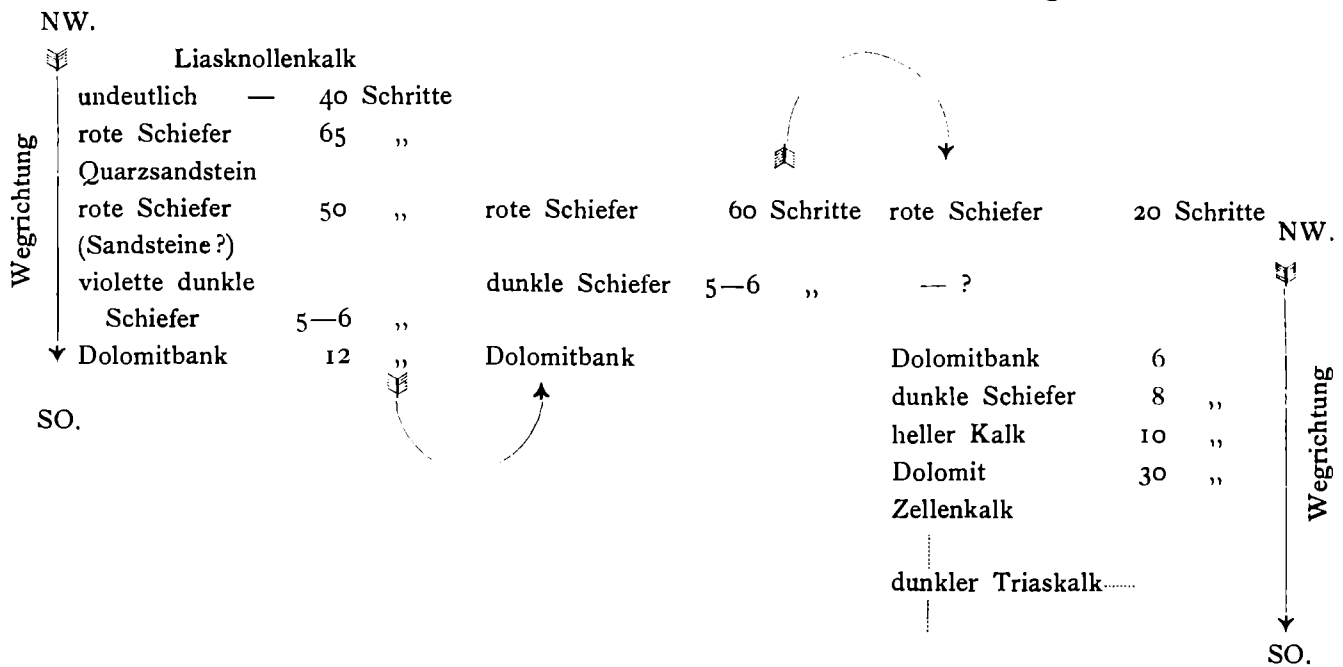 NW.
Liasknollenkalk
undeutlich — 40 Schritte
rote Schiefer 65 „
Quarzsandstein
rote Schiefer 50 „ rote Schiefer 60 Schritte rote Schiefer 20 Schritte
(Sandsteine?)
NW.
violette dunkle dunkle Schiefer 5—6 „ — ?
Schiefer 5—6 „
Dolomitbank 12 „ Dolomitbank Dolomitbank 6
dunkle Schiefer 8 „
SO.
heller Kalk 10 „
Dolomit 30 „
Zellenkalk
dunkler Triaskalk
SO.
Wegrichtung
Wegrichtung